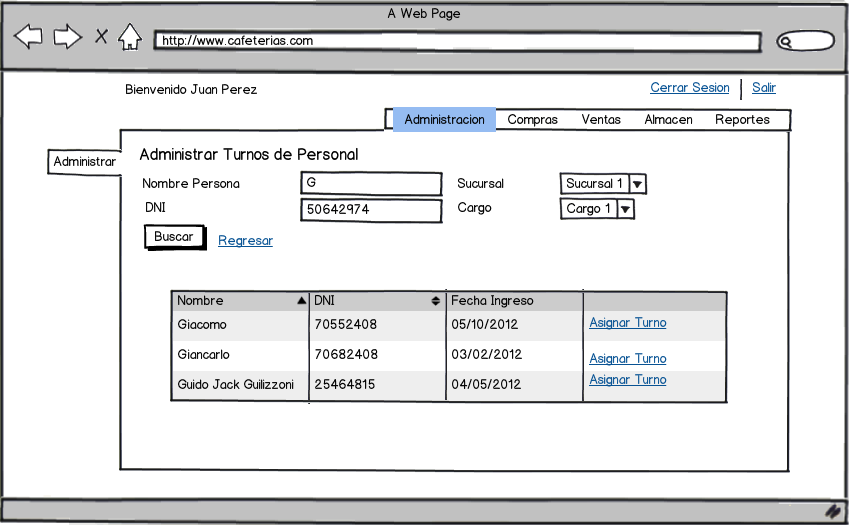 A Web Page
http://www.cafeterias.com
Bienvenido Juan Perez
Cerrar Sesion Salir
Administracion Compras Ventas Almacen Reportes
Administrar
Administrar Turnos de Personal
Nombre Persona G Sucursal Sucursal 1
DNI 50642974 Cargo Cargo 1
Buscar Regresar
Nombre DNI Fecha Ingreso
Giacomo 70552408 05/10/2012 Asignar Turno
Giancarlo 70682408 03/02/2012 Asignar Turno
Guido Jack Guilizzoni 25464815 04/05/2012 Asignar Turno